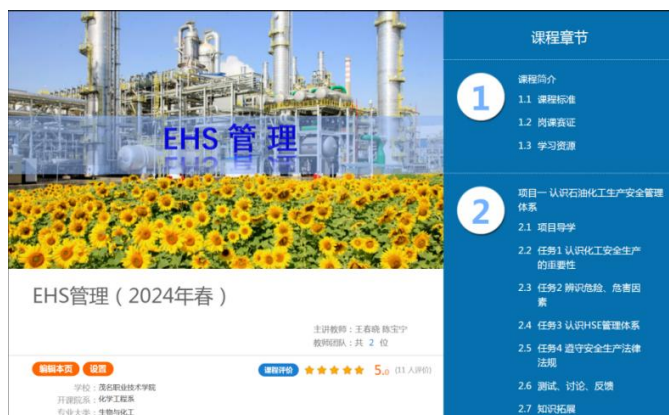 EHS 管 理
EHS管理（2024年春）
主讲教师：王春晓 陈宝宁
教师团队：共 2 位
编辑本页 设置
课程评价 5.0 (11 人评价)
学校：茂名职业技术学院
开课院系：化学工程系
专业大类：生物与化工
课程章节
1
课程简介
1.1 课程标准
1.2 岗课赛证
1.3 学习资源
2
项目一 认识石油化工生产安全管理
体系
2.1 项目导学
2.2 任务1 认识化工安全生产
的重要性
2.3 任务2 辨识危险、危害因
素
2.4 任务3 认识HSE管理体系
2.5 任务4 遵守安全生产法律
法规
2.6 测试、讨论、反馈
2.7 知识拓展